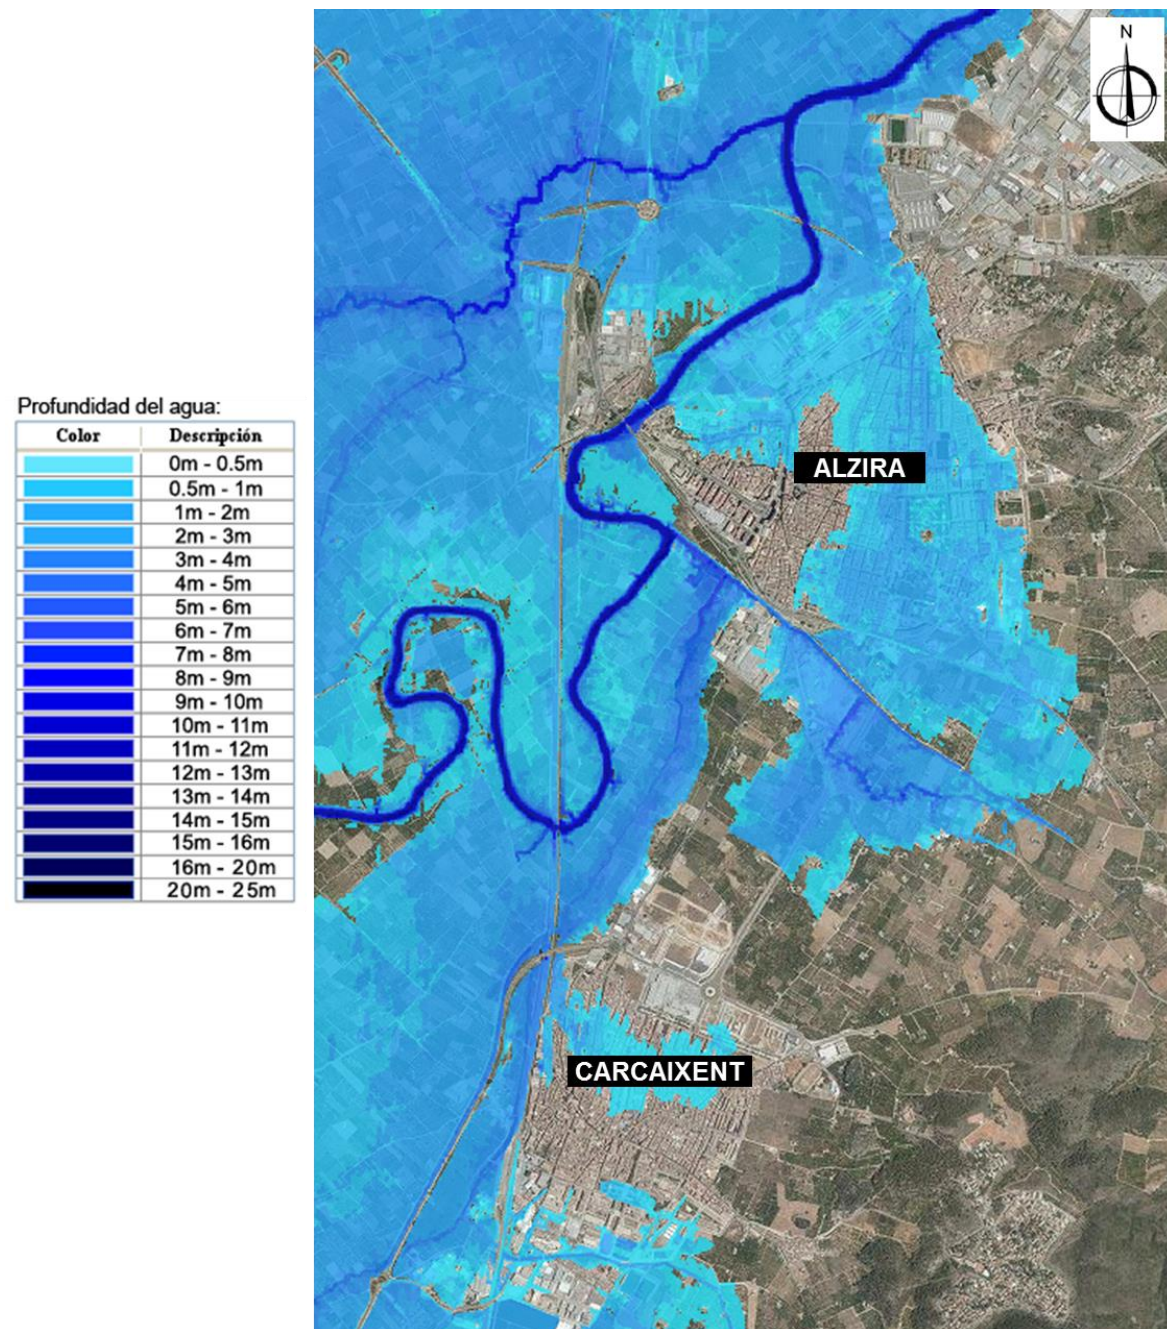 N
Profundidad del agua:
Color Descripción
0m - 0.5m
0.5m - 1m
1m - 2m
2m - 3m
3m - 4m
4m - 5m
5m - 6m
6m - 7m
7m - 8m
8m - 9m
9m - 10m
10m - 11m
11m - 12m
12m - 13m
13m - 14m
14m - 15m
15m - 16m
16m - 20m
20m - 25m
ALZIRA
CARCAIXENT